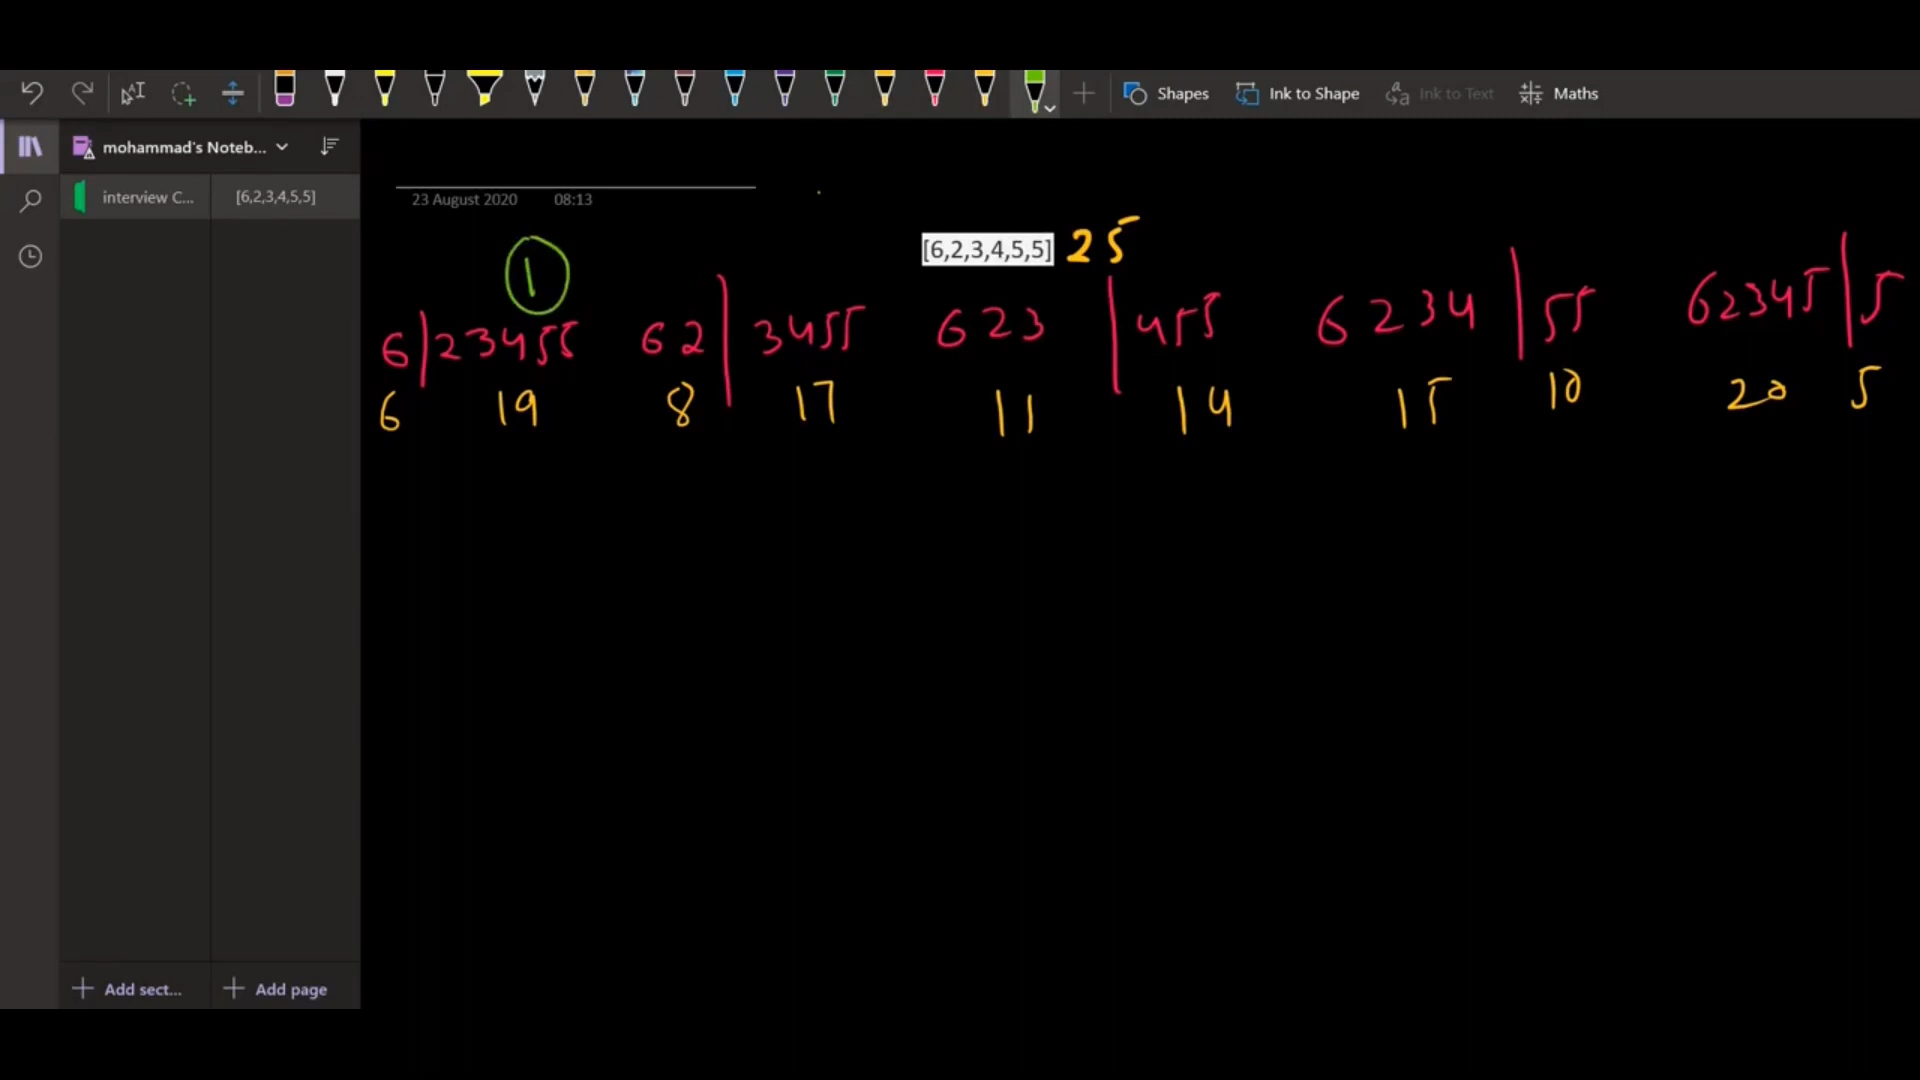 Shapes Ink to Shape Ink to Text Maths
mohammad's Noteb...
interview C... [6,2,3,4,5,5]
23 August 2020 08:13
[6,2,3,4,5,5] 25
1
6|23455 62|3455 623|455 6234|55 62345|5
6 19 8 17 11 14 15 10 20 5
+ Add sect... + Add page